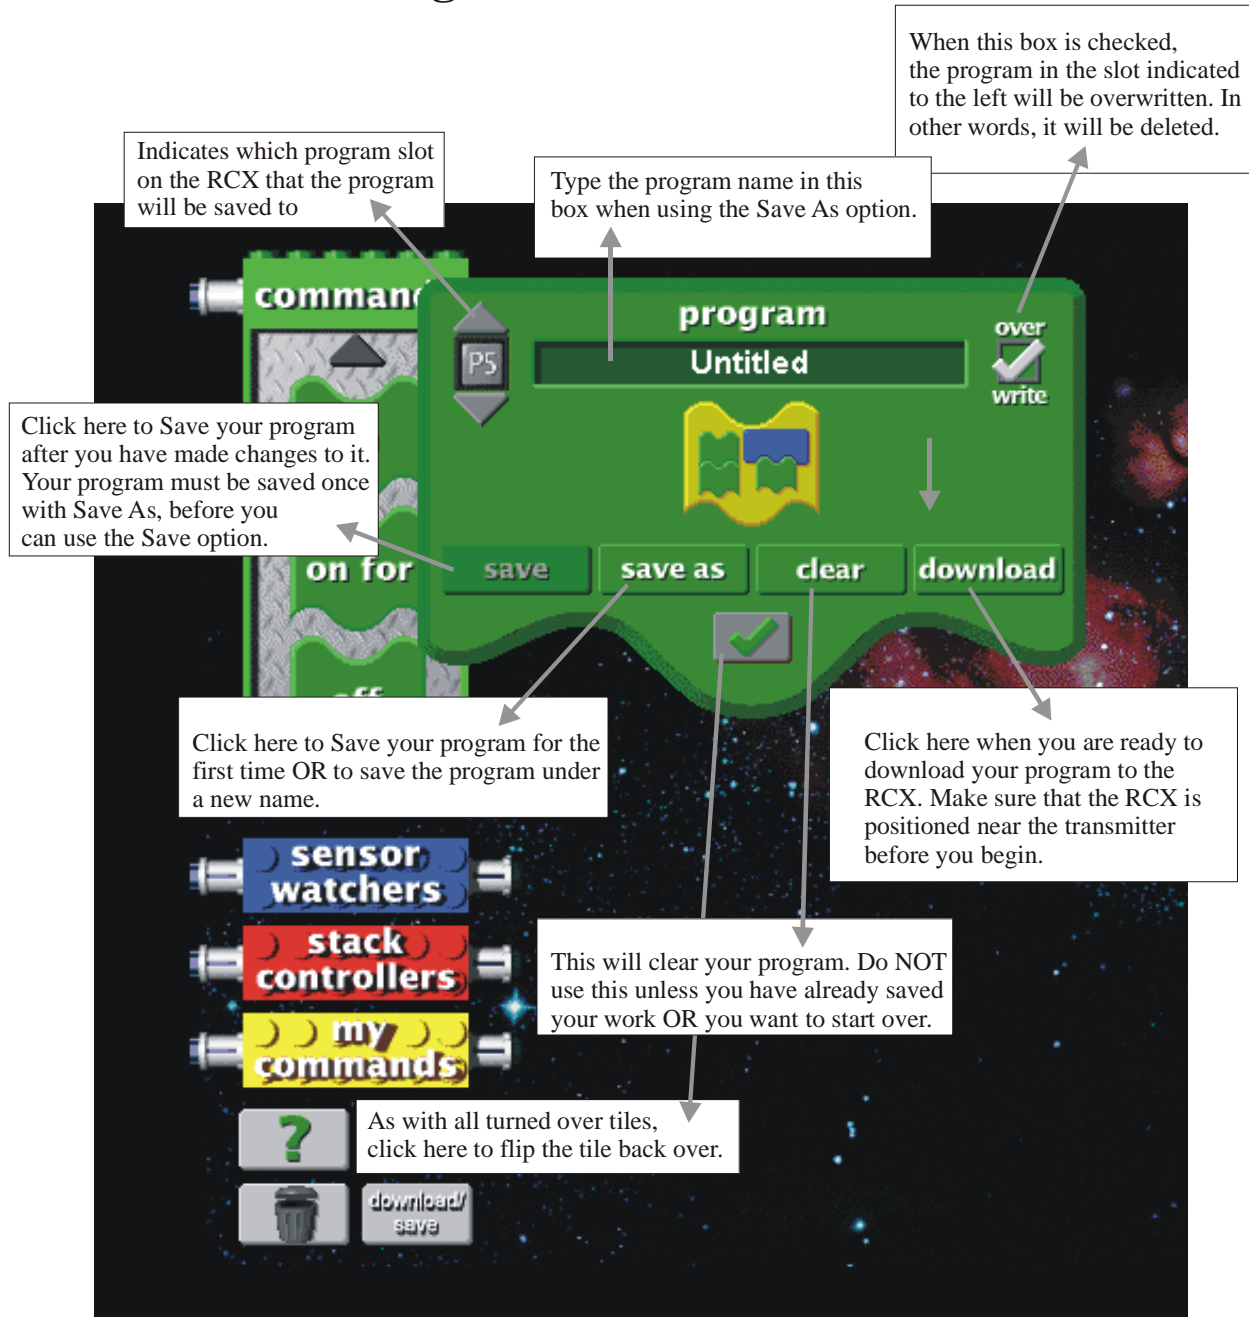 When this box is checked,
the program in the slot indicated
to the left will be overwritten. In
other words, it will be deleted.
Indicates which program slot
on the RCX that the program
will be saved to
Type the program name in this
box when using the Save As option.
command
program
over
P5
Untitled
write
Click here to Save your program
after you have made changes to it.
Your program must be saved once
with Save As, before you
can use the Save option.
on for
save
save as
clear
download
off
Click here to Save your program for the
first time OR to save the program under
a new name.
Click here when you are ready to
download your program to the
RCX. Make sure that the RCX is
positioned near the transmitter
before you begin.
sensor
watchers
stack
controllers
This will clear your program. Do NOT
use this unless you have already saved
your work OR you want to start over.
my
commands
?
As with all turned over tiles,
click here to flip the tile back over.
download/
save